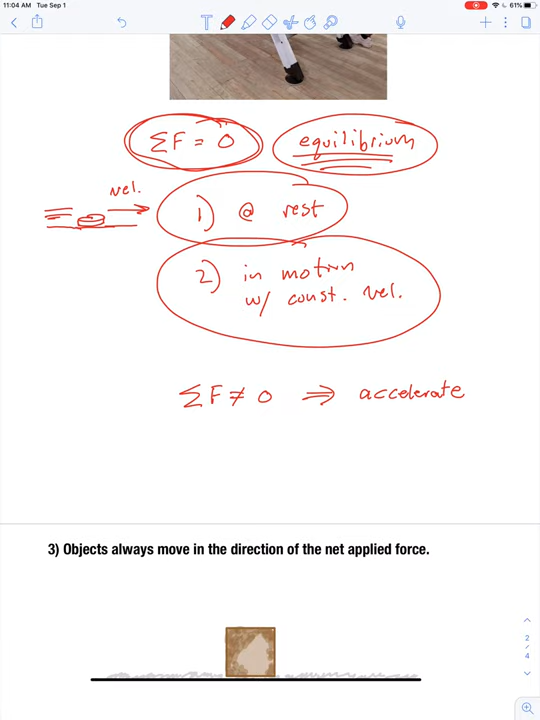 11:04 AM Tue Sep 1
61%
ΣF = 0
equilibrium
vel.
1) @ rest
2) in motion
w/ const. vel.
ΣF ≠ 0 ⇒ accelerate
3) Objects always move in the direction of the net applied force.
2
/
4